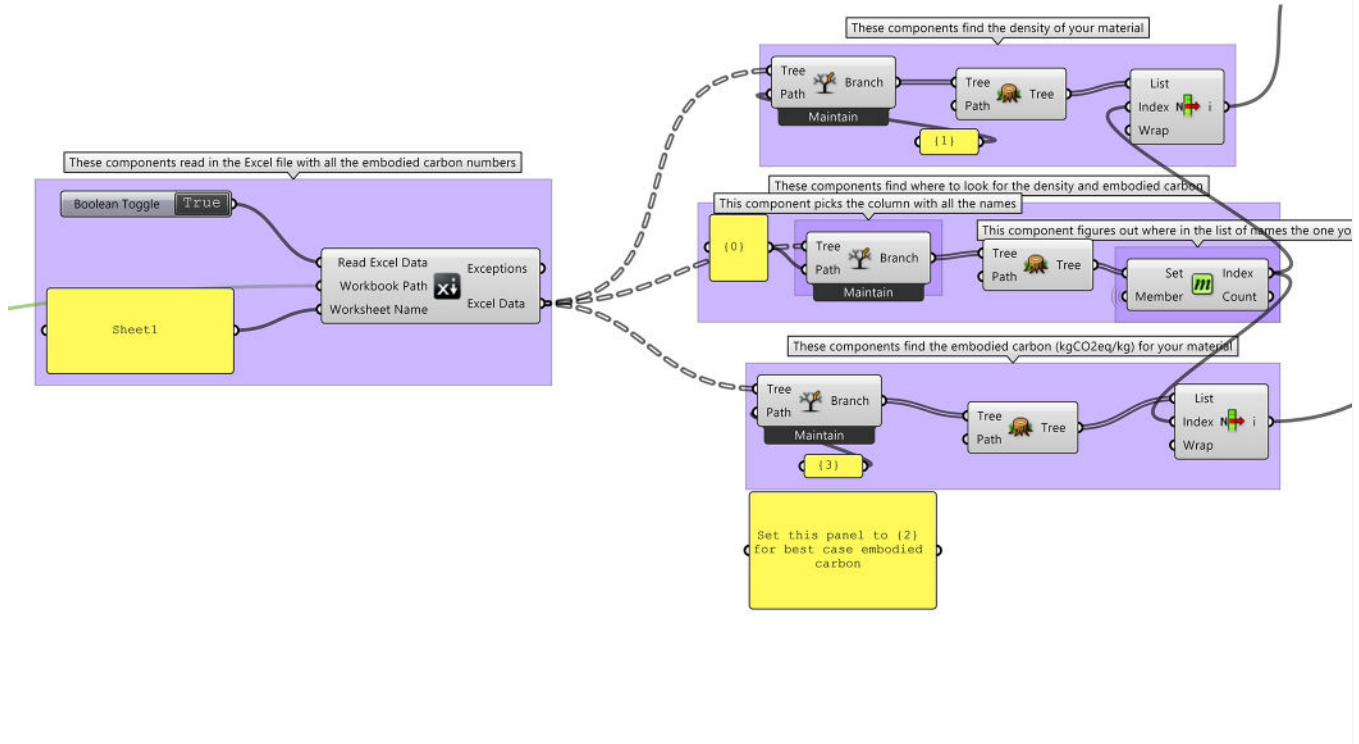 These components find the density of your material
Tree
Path
Branch
Maintain
{1}
Tree
Path
Tree
List
Index
Wrap
N
i
These components read in the Excel file with all the embodied carbon numbers
Boolean Toggle
True
Sheet1
Read Excel Data
Workbook Path
Worksheet Name
Exceptions
Excel Data
These components find where to look for the density and embodied carbon
This component picks the column with all the names
{0}
Tree
Path
Branch
Maintain
This component figures out where in the list of names the one yo
Tree
Path
Tree
Set
Member
m
Index
Count
These components find the embodied carbon (kgCO2eq/kg) for your material
Tree
Path
Branch
Maintain
{3}
Tree
Path
Tree
List
Index
Wrap
N
i
Set this panel to {2}
for best case embodied
carbon